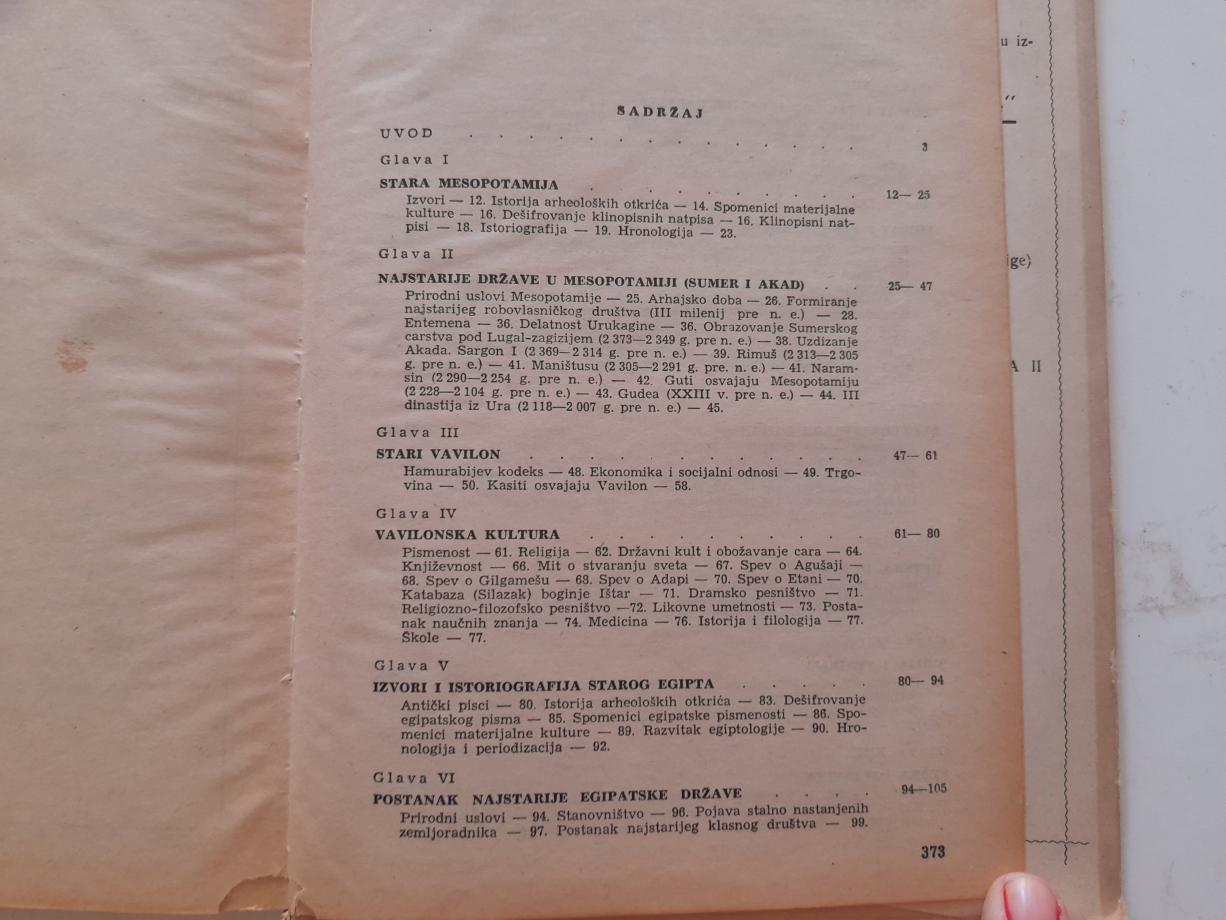 SADRŽAJ
UVOD . . . . . . . . . . . . . 3
Glava I
STARA MESOPOTAMIJA . . . . . . . . . 12— 25
Izvori — 12. Istorija arheoloških otkrića — 14. Spomenici materijalne
kulture — 16. Dešifrovanje klinopisnih natpisa — 16. Klinopisni nat-
pisi — 18. Istoriografija — 19. Hronologija — 23.
Glava II
NAJSTARIJE DRŽAVE U MESOPOTAMIJI (SUMER I AKAD) . . 25— 47
Prirodni uslovi Mesopotamije — 25. Arhajsko doba — 26. Formiranje
najstarijeg robovlasničkog društva (III milenij pre n. e.) — 28.
Entemena — 36. Delatnost Urukagine — 36. Obrazovanje Sumerskog
carstva pod Lugal-zagizijem (2 373—2 349 g. pre n. e.) — 38. Uzdizanje
Akada. Sargon I (2 369—2 314 g. pre n. e.) — 39. Rimuš (2 313—2 305
g. pre n. e.) — 41. Maništusu (2 305—2 291 g. pre n. e.) — 41. Naram-
sin (2 290—2 254 g. pre n. e.) — 42. Guti osvajaju Mesopotamiju
(2 228—2 104 g. pre n. e.) — 43. Gudea (XXIII v. pre n. e.) — 44. III
dinastija iz Ura (2 118—2 007 g. pre n. e.) — 45.
Glava III
STARI VAVILON . . . . . . . . . . . 47— 61
Hamurabijev kodeks — 48. Ekonomika i socijalni odnosi — 49. Trgo-
vina — 50. Kasiti osvajaju Vavilon — 58.
Glava IV
VAVILONSKA KULTURA . . . . . . . . . . 61— 80
Pismenost — 61. Religija — 62. Državni kult i obožavanje cara — 64.
Književnost — 66. Mit o stvaranju sveta — 67. Spev o Agušaji —
68. Spev o Gilgamešu — 68. Spev o Adapi — 70. Spev o Etani — 70.
Katabaza (Silazak) boginje Ištar — 71. Dramsko pesništvo — 71.
Religiozno-filozofsko pesništvo —72. Likovne umetnosti — 73. Posta-
nak naučnih znanja — 74. Medicina — 76. Istorija i filologija — 77.
Škole — 77.
Glava V
IZVORI I ISTORIOGRAFIJA STAROG EGIPTA . . . . . 80— 94
Antički pisci — 80. Istorija arheoloških otkrića — 83. Dešifrovanje
egipatskog pisma — 85. Spomenici egipatske pismenosti — 86. Spo-
menici materijalne kulture — 89. Razvitak egiptologije — 90. Hro-
nologija i periodizacija — 92.
Glava VI
POSTANAK NAJSTARIJE EGIPATSKE DRŽAVE . . . . 94—105
Prirodni uslovi — 94. Stanovništvo — 96. Pojava stalno nastanjenih
zemljoradnika — 97. Postanak najstarijeg klasnog društva — 99.
373
u iz-
ige)
A II